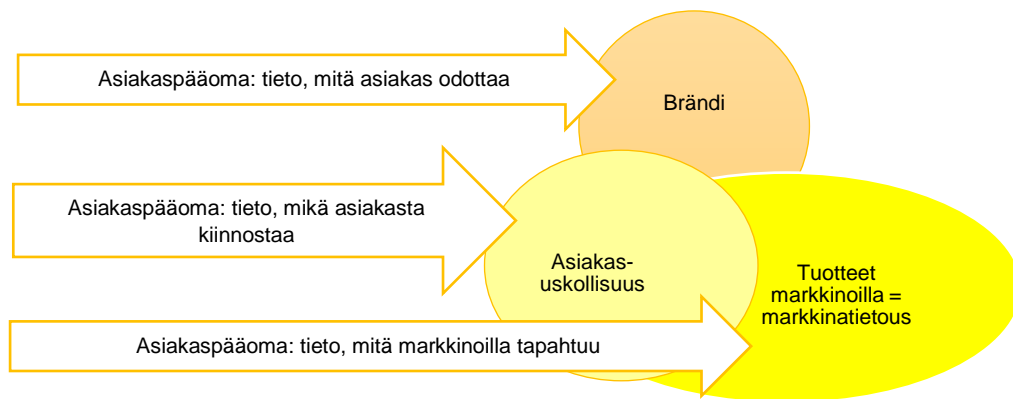 Asiakaspääoma: tieto, mitä asiakas odottaa
Brändi
Asiakaspääoma: tieto, mikä asiakasta
kiinnostaa
Asiakas-
uskollisuus
Tuotteet
markkinoilla =
markkinatietous
Asiakaspääoma: tieto, mitä markkinoilla tapahtuu